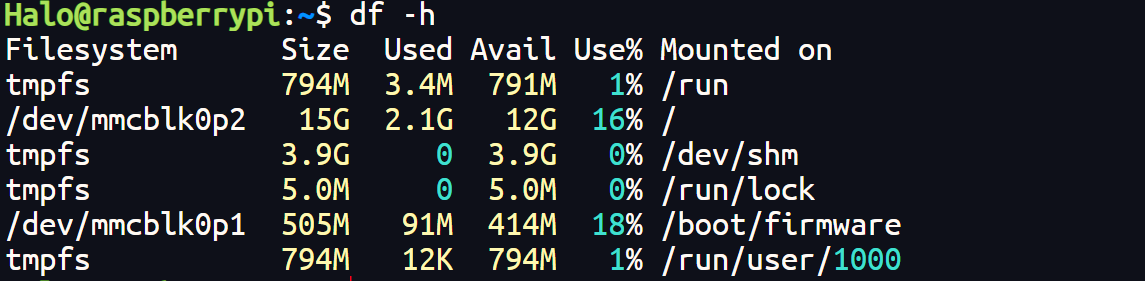 Halo@raspberrypi:~$ df -h
Filesystem      Size  Used Avail Use% Mounted on
tmpfs           794M  3.4M  791M   1% /run
/dev/mmcblk0p2   15G  2.1G   12G  16% /
tmpfs           3.9G     0  3.9G   0% /dev/shm
tmpfs           5.0M     0  5.0M   0% /run/lock
/dev/mmcblk0p1  505M   91M  414M  18% /boot/firmware
tmpfs           794M   12K  794M   1% /run/user/1000